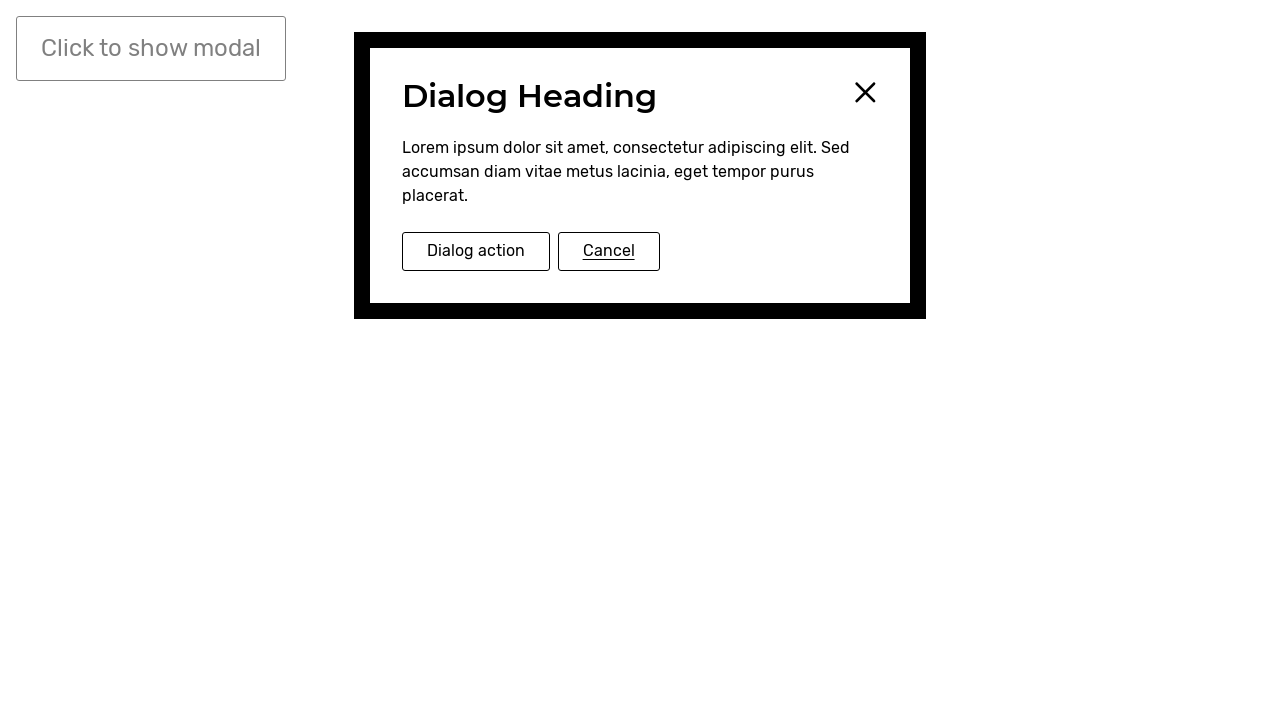 Click to show modal
Dialog Heading
Lorem ipsum dolor sit amet, consectetur adipiscing elit. Sed
accumsan diam vitae metus lacinia, eget tempor purus
placerat.
Dialog action
Cancel